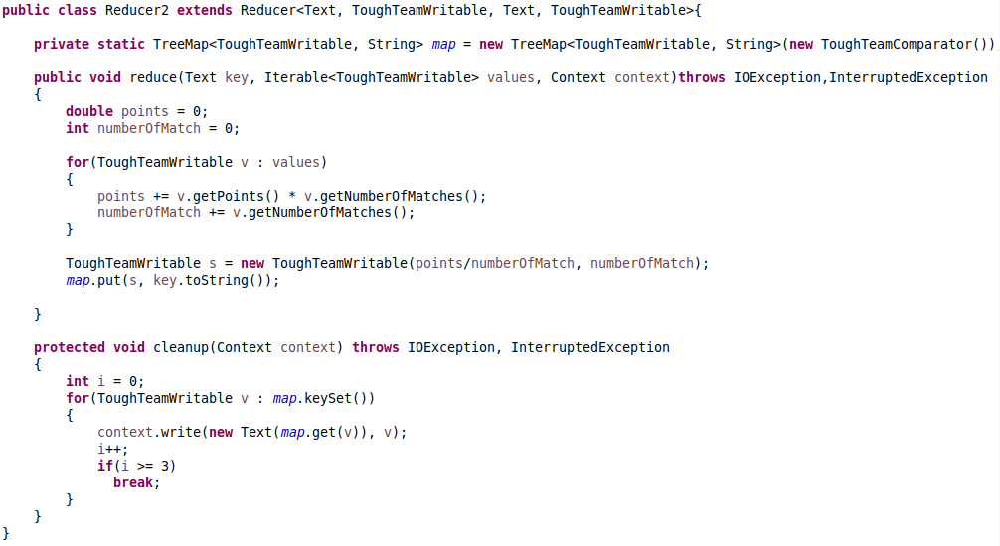 public class Reducer2 extends Reducer<Text, ToughTeamWritable, Text, ToughTeamWritable>{
private static TreeMap<ToughTeamWritable, String> map = new TreeMap<ToughTeamWritable, String>(new ToughTeamComparator())
public void reduce(Text key, Iterable<ToughTeamWritable> values, Context context)throws IOException,InterruptedException
{
double points = 0;
int numberOfMatch = 0;
for(ToughTeamWritable v : values)
{
points += v.getPoints() * v.getNumberOfMatches();
numberOfMatch += v.getNumberOfMatches();
}
ToughTeamWritable s = new ToughTeamWritable(points/numberOfMatch, numberOfMatch);
map.put(s, key.toString());
}
protected void cleanup(Context context) throws IOException, InterruptedException
{
int i = 0;
for(ToughTeamWritable v : map.keySet())
{
context.write(new Text(map.get(v)), v);
i++;
if(i >= 3)
break;
}
}
}